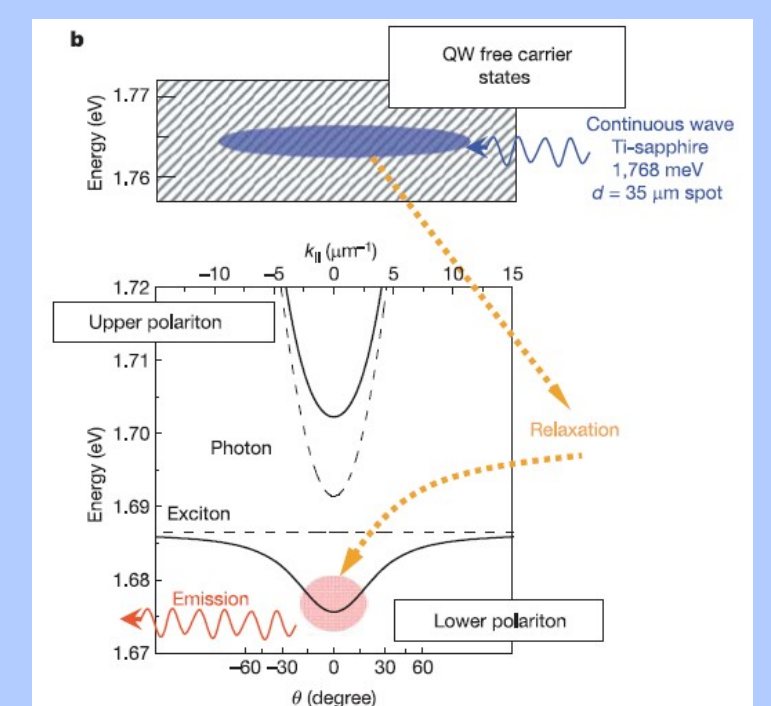 b
QW free carrier
states
Energy (eV)
1.77
1.76
Continuous wave
Ti-sapphire
1,768 meV
d = 35 μm spot
k|| (μm⁻¹)
–10 –5 0 5 10 15
1.72
Upper polariton
1.71
1.70
Relaxation
Photon
Energy (eV)
1.69
Exciton
1.68
Emission
Lower polariton
1.67
–60 –30 0 30 60
θ (degree)